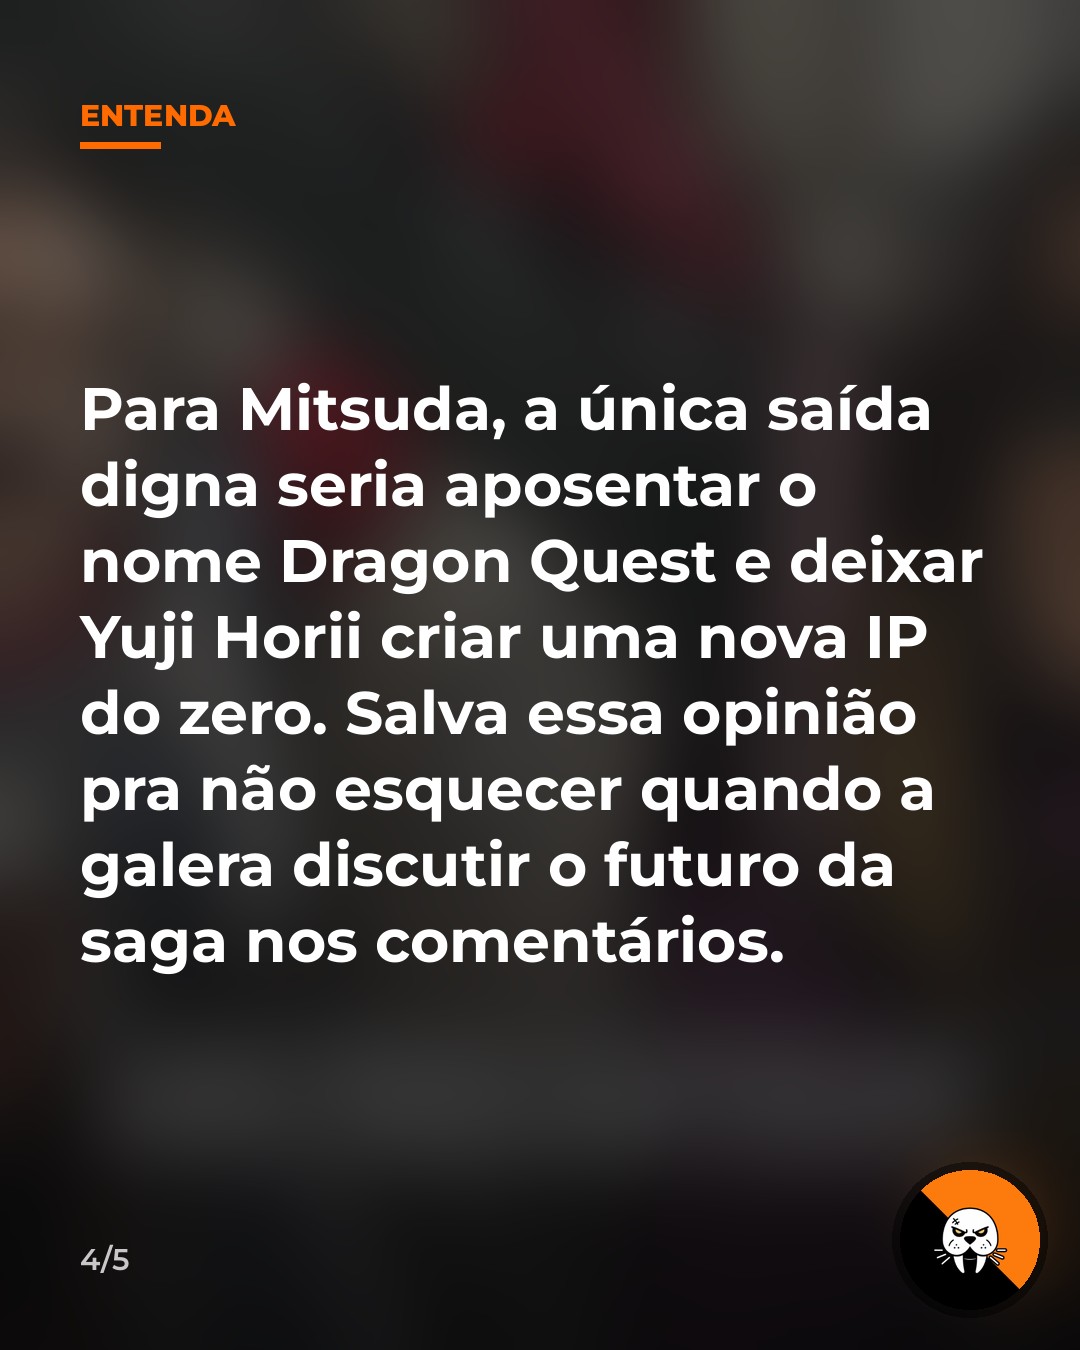 ENTENDA
Para Mitsuda, a única saída
digna seria aposentar o
nome Dragon Quest e deixar
Yuji Horii criar uma nova IP
do zero. Salva essa opinião
pra não esquecer quando a
galera discutir o futuro da
saga nos comentários.
4/5